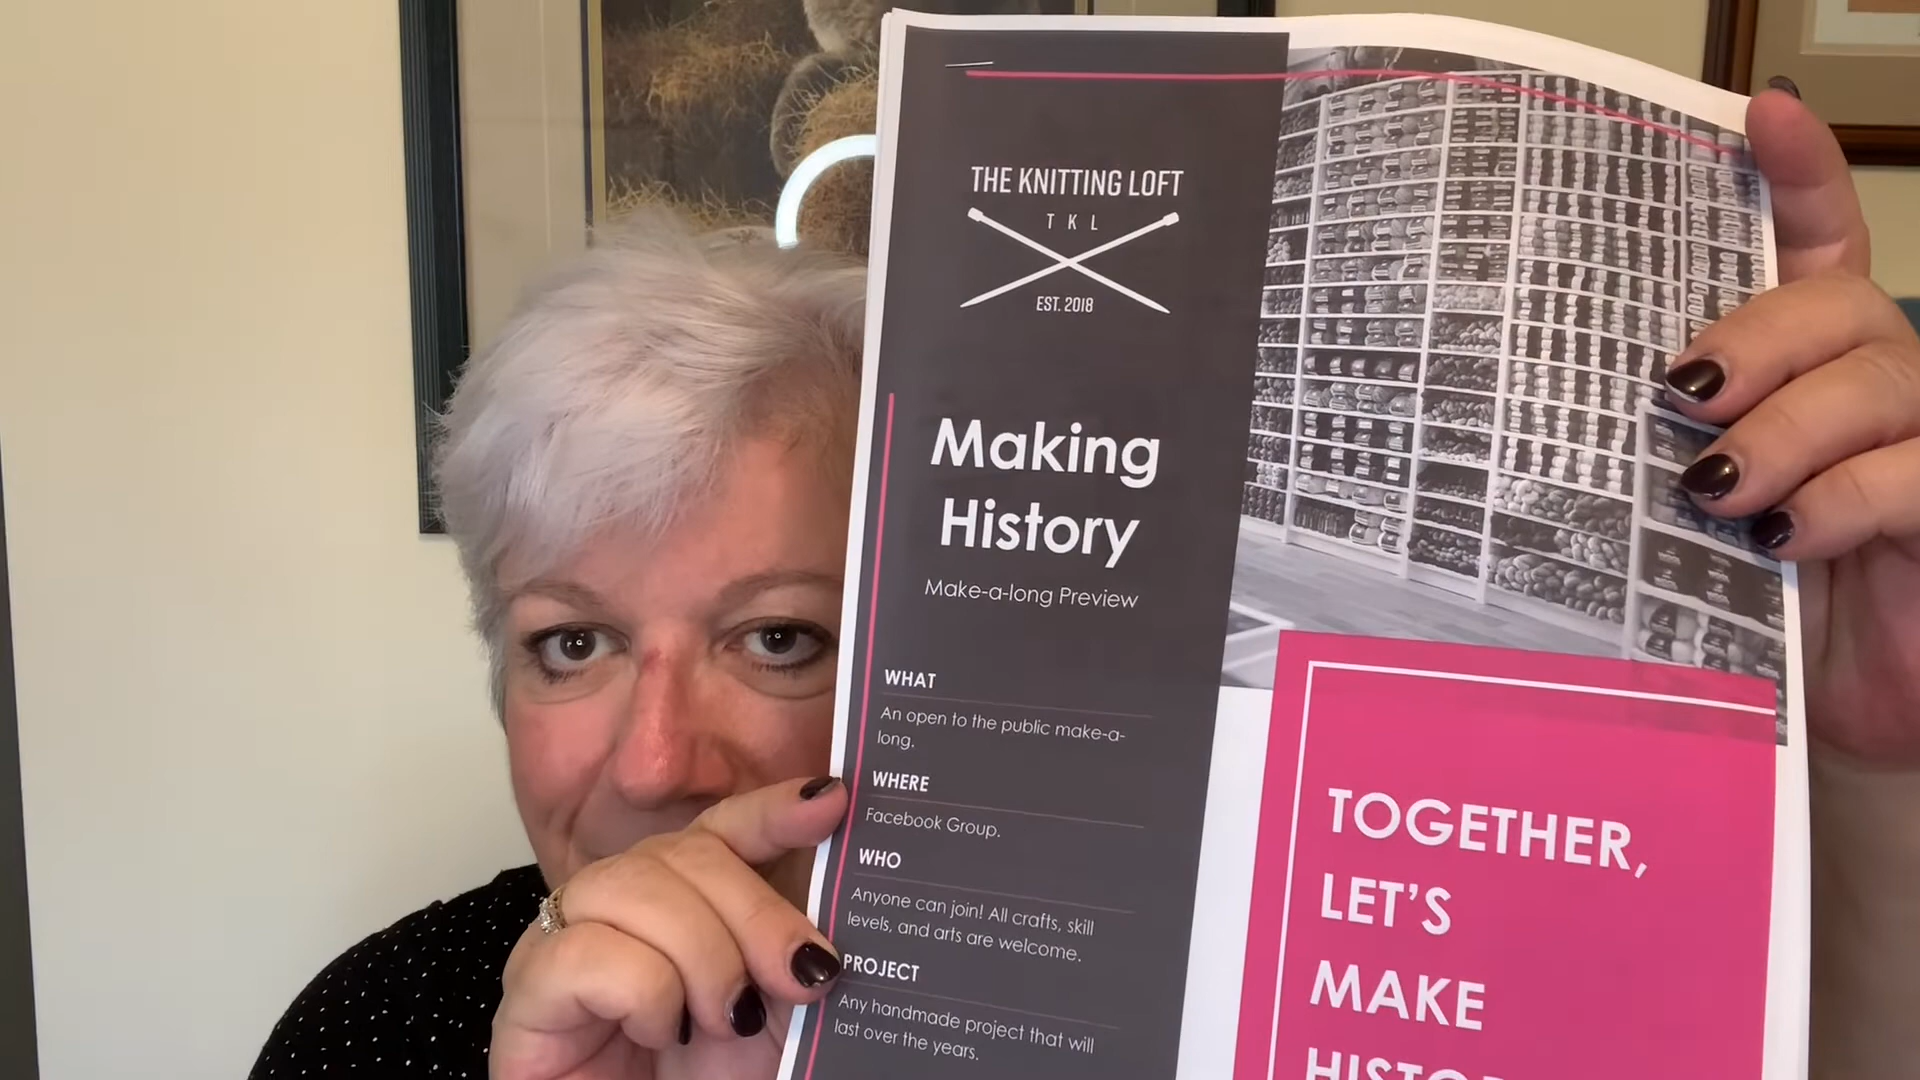 THE KNITTING LOFT
T K L
EST. 2018
Making
History
Make-a-long Preview
WHAT
An open to the public make-a-
long.
WHERE
Facebook Group.
WHO
Anyone can join! All crafts, skill
levels, and arts are welcome.
PROJECT
Any handmade project that will
last over the years.
TOGETHER,
LET'S
MAKE